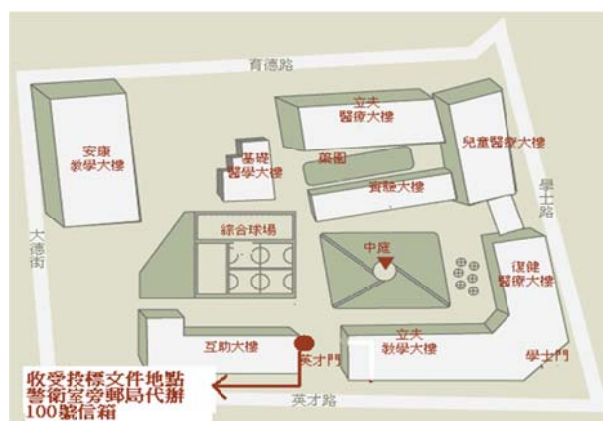 育德路
立夫
醫療大樓
兒童醫療大樓
安康
教學大樓
基礎
醫學大樓
藥園
實驗大樓
學士路
大德街
綜合球場
中庭
復健
醫療大樓
互助大樓
英才門
立夫
教學大樓
學士門
收受投標文件地點
警衛室旁郵局代辦
100號信箱
英才路